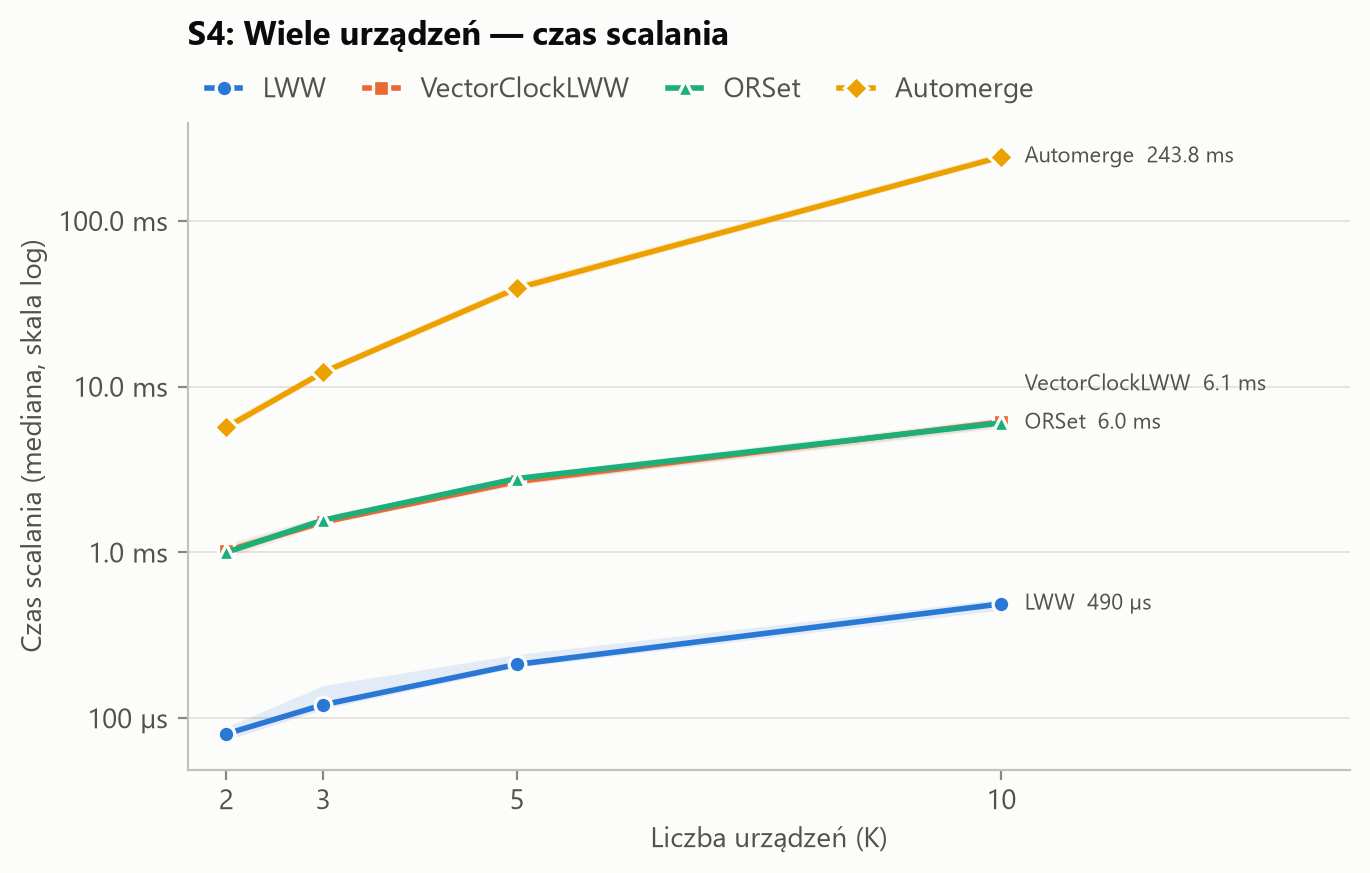 S4: Wiele urządzeń — czas scalania
LWW VectorClockLWW ORSet Automerge
Automerge 243.8 ms
100.0 ms
VectorClockLWW 6.1 ms
10.0 ms
ORSet 6.0 ms
1.0 ms
LWW 490 µs
100 µs
Czas scalania (mediana, skala log)
2 3 5 10
Liczba urządzeń (K)